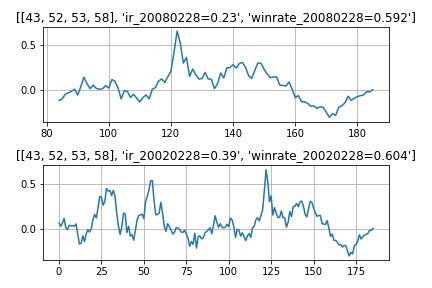 [[43, 52, 53, 58], 'ir_20080228=0.23', 'winrate_20080228=0.592']
0.5
0.0
80 100 120 140 160 180
[[43, 52, 53, 58], 'ir_20020228=0.39', 'winrate_20020228=0.604']
0.5
0.0
0 25 50 75 100 125 150 175